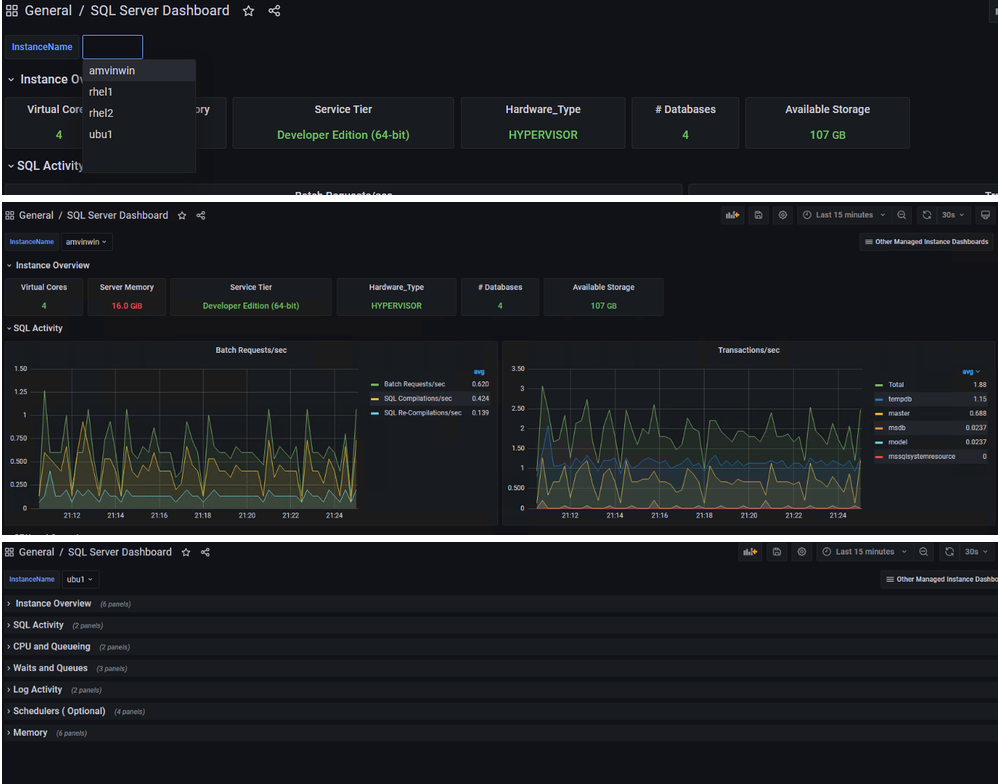 General / SQL Server Dashboard
InstanceName
amvinwin
rhel1
rhel2
ubu1
Instance Ov
Virtual Core
4
ory
Service Tier
Developer Edition (64-bit)
Hardware_Type
HYPERVISOR
# Databases
4
Available Storage
107 GB
SQL Activity
Batch Requests/sec
General / SQL Server Dashboard
Last 15 minutes
30s
InstanceName
amvinwin
Other Managed Instance Dashboards
Instance Overview
Virtual Cores
4
Server Memory
16.0 GiB
Service Tier
Developer Edition (64-bit)
Hardware_Type
HYPERVISOR
# Databases
4
Available Storage
107 GB
SQL Activity
Batch Requests/sec
1.50
1.25
1
0.750
0.500
0.250
0
21:12 21:14 21:16 21:18 21:20 21:22 21:24
avg
Batch Requests/sec 0.620
SQL Compilations/sec 0.424
SQL Re-Compilations/sec 0.139
Transactions/sec
3.50
3
2.50
2
1.50
1
0.500
0
21:12 21:14 21:16 21:18 21:20 21:22 21:24
avg
Total 1.88
tempdb 1.15
master 0.688
msdb 0.0237
model 0.0237
mssqlsystemresource 0
General / SQL Server Dashboard
Last 15 minutes
30s
InstanceName
ubu1
Other Managed Instance Dashbo
Instance Overview (6 panels)
SQL Activity (2 panels)
CPU and Queueing (2 panels)
Waits and Queues (3 panels)
Log Activity (2 panels)
Schedulers ( Optional) (4 panels)
Memory (6 panels)